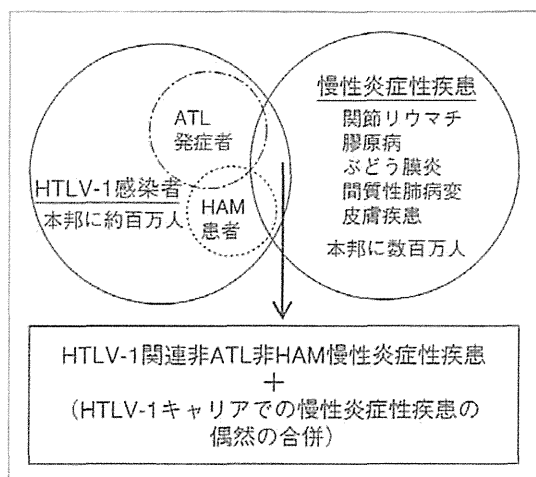 ATL
発症者
HTLV-1感染者
本邦に約百万人
HAM
患者
慢性炎症性疾患
関節リウマチ
膠原病
ぶどう膜炎
間質性肺病変
皮膚疾患
本邦に数百万人
HTLV-1関連非ATL非HAM慢性炎症性疾患
+
(HTLV-1キャリアでの慢性炎症性疾患の
偶然の合併)